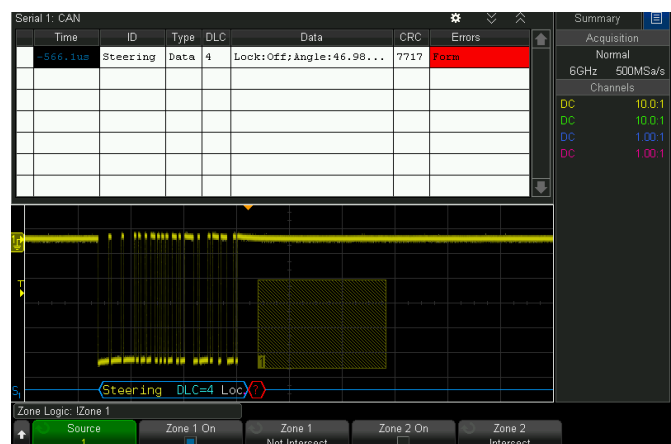 Serial 1: CAN
Summary
Time ID Type DLC Data CRC Errors
-566.1us Steering Data 4 Lock:Off;Angle:46.98... 7717 Form
Acquisition
Normal
6GHz 500MSa/s
Channels
DC 10.0:1
DC 10.0:1
DC 1.00:1
DC 1.00:1
T
1
S1 Steering DLC=4 Loc ?
Zone Logic: !Zone 1
Source Zone 1 On Zone 1 Zone 2 On Zone 2
1 Not Intersect Intersect